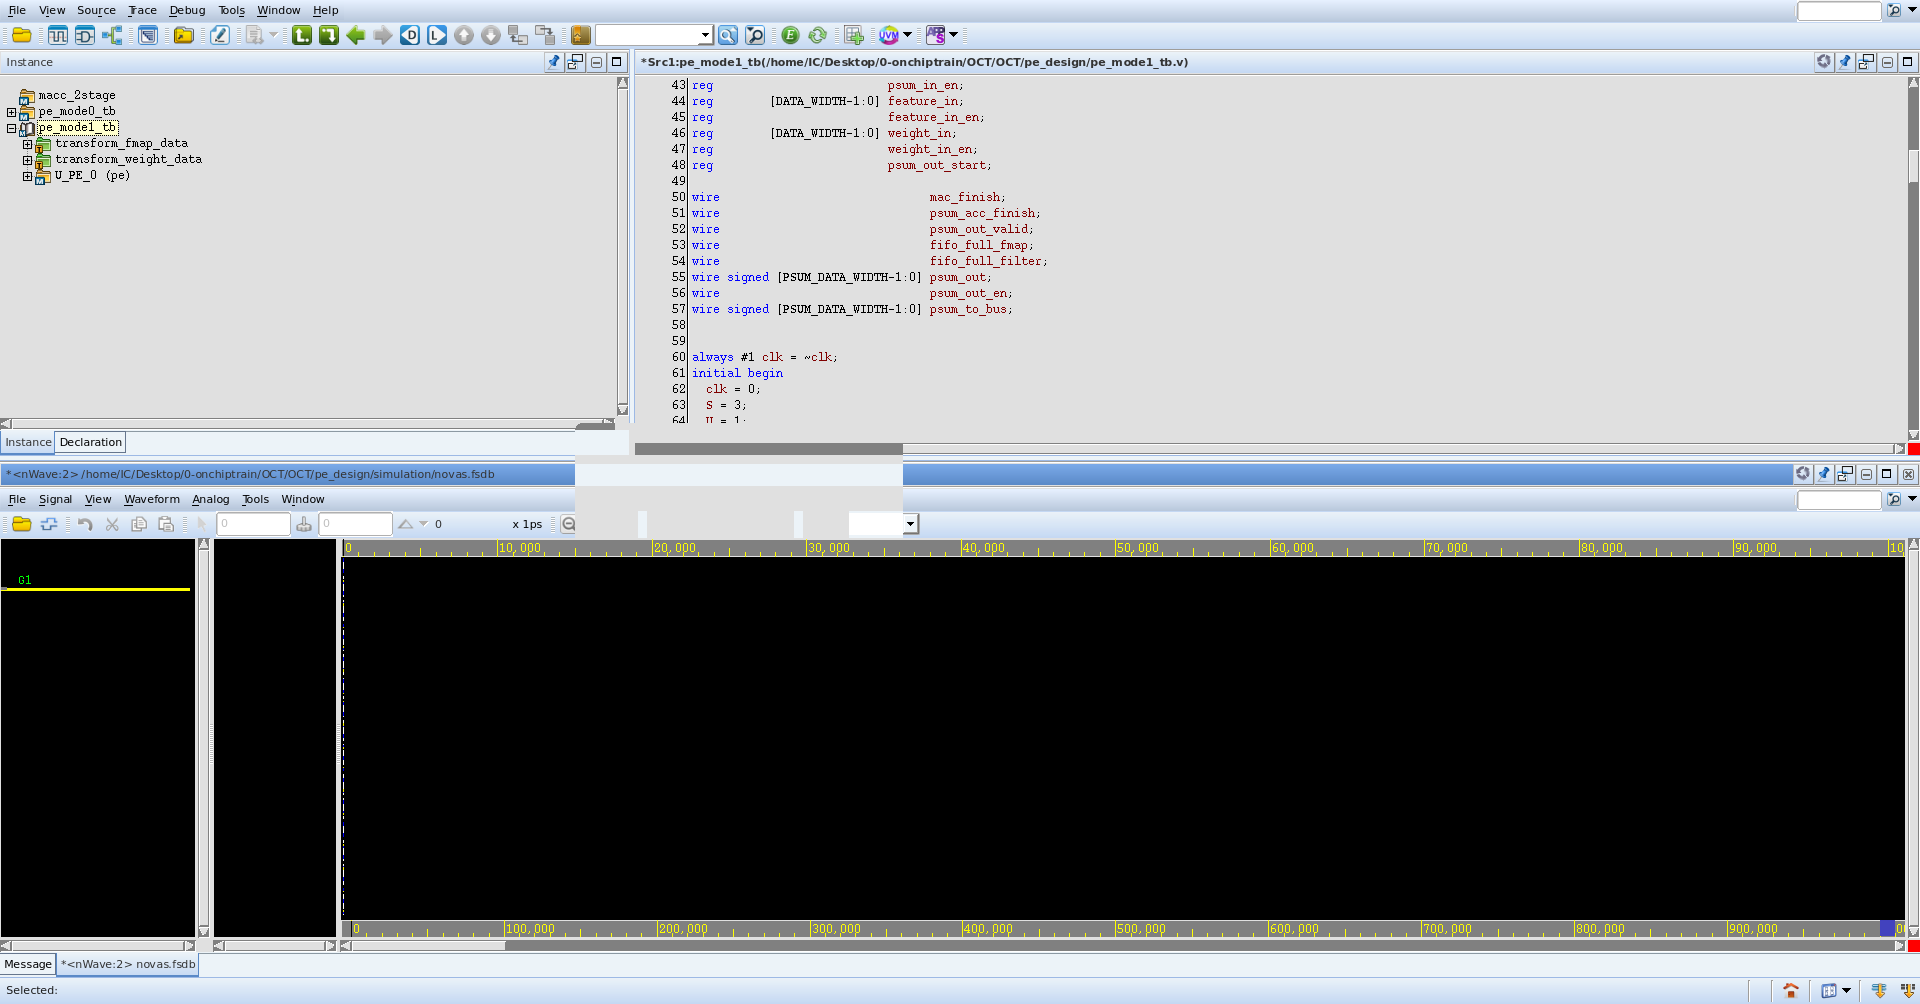 File View Source Trace Debug Tools Window Help
Instance
macc_2stage
pe_mode0_tb
pe_mode1_tb
transform_fmap_data
transform_weight_data
U_PE_0 (pe)
Instance Declaration
*Src1:pe_mode1_tb(/home/IC/Desktop/0-onchiptrain/OCT/OCT/pe_design/pe_mode1_tb.v)
43 reg psum_in_en;
44 reg [DATA_WIDTH-1:0] feature_in;
45 reg feature_in_en;
46 reg [DATA_WIDTH-1:0] weight_in;
47 reg weight_in_en;
48 reg psum_out_start;
49
50 wire mac_finish;
51 wire psum_acc_finish;
52 wire psum_out_valid;
53 wire fifo_full_fmap;
54 wire fifo_full_filter;
55 wire signed [PSUM_DATA_WIDTH-1:0] psum_out;
56 wire psum_out_en;
57 wire signed [PSUM_DATA_WIDTH-1:0] psum_to_bus;
58
59
60 always #1 clk = ~clk;
61 initial begin
62 clk = 0;
63 S = 3;
64 U = 1;
*<nWave:2> /home/IC/Desktop/0-onchiptrain/OCT/OCT/pe_design/simulation/novas.fsdb
File Signal View Waveform Analog Tools Window
0 0 0 x 1ps
0 10,000 20,000 30,000 40,000 50,000 60,000 70,000 80,000 90,000 10
G1
0 100,000 200,000 300,000 400,000 500,000 600,000 700,000 800,000 900,000
Message *<nWave:2> novas.fsdb
Selected: